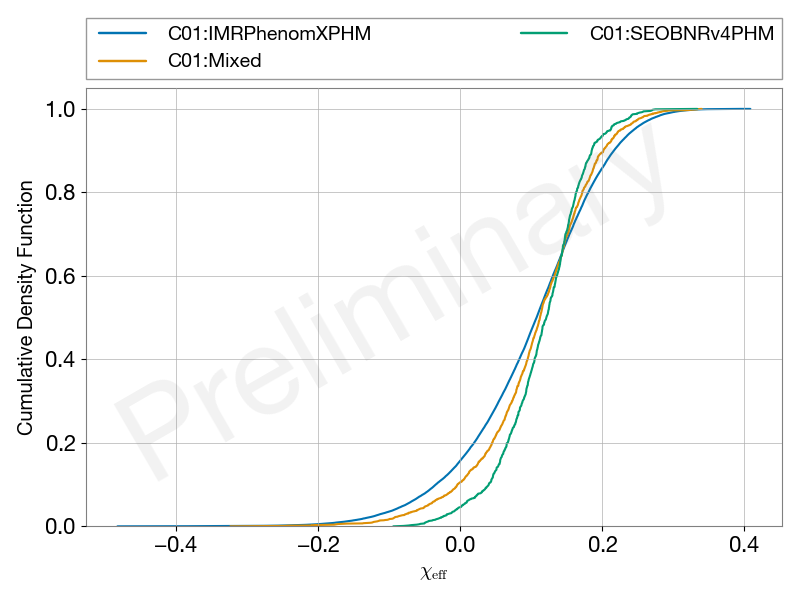 C01:IMRPhenomXPHM
C01:SEOBNRv4PHM
C01:Mixed
1.0
0.8
0.6
0.4
0.2
0.0
Cumulative Density Function
Preliminary
−0.4
−0.2
0.0
0.2
0.4
χeff